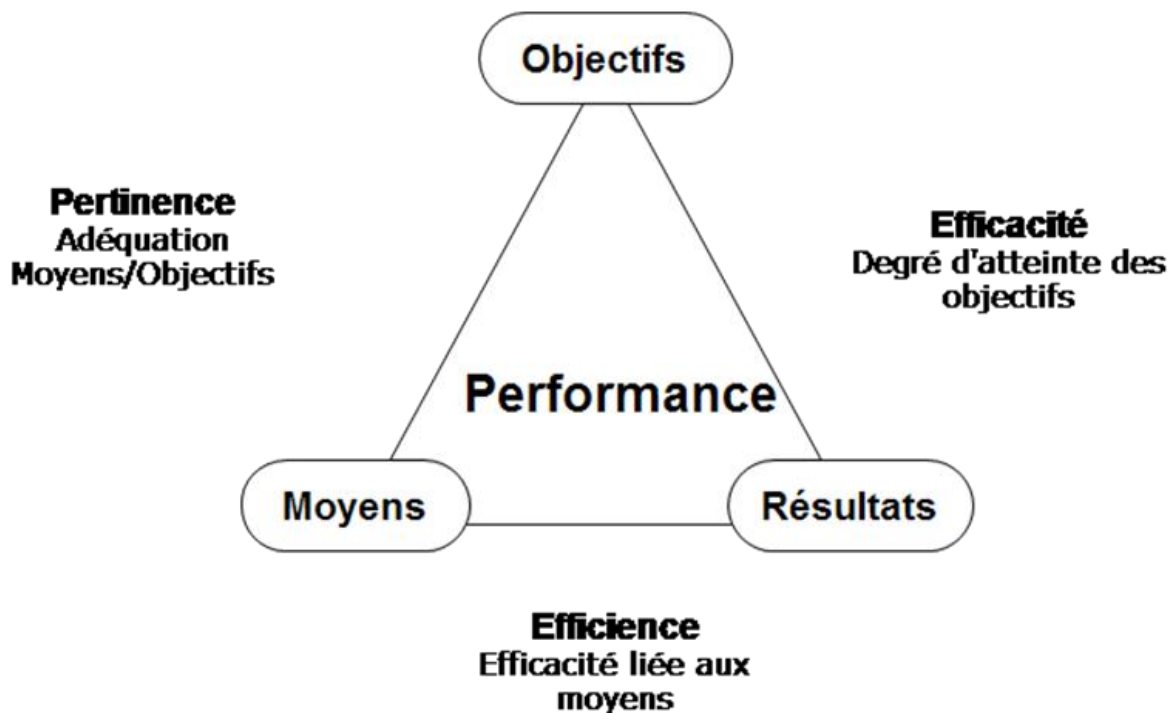 Objectifs
Pertinence
Adéquation
Moyens/Objectifs
Efficacité
Degré d'atteinte des
objectifs
Performance
Moyens
Résultats
Efficience
Efficacité liée aux
moyens